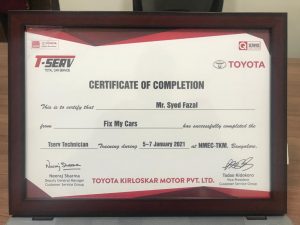 T-SERV
TOTAL CAR SERVICE
TOYOTA
CERTIFICATE OF COMPLETION
This is to certify that Mr. Syed Fazal
from Fix My Cars has successfully completed the
Tserv Technician Training during 5-7 January 2021 at NMEC-TKM, Bangalore.
Neeraj Sharma
Deputy General Manager
Customer Service Group
TOYOTA KIRLOSKAR MOTOR PVT. LTD.
Tadao Kidokoro
Vice President
Customer Service Group